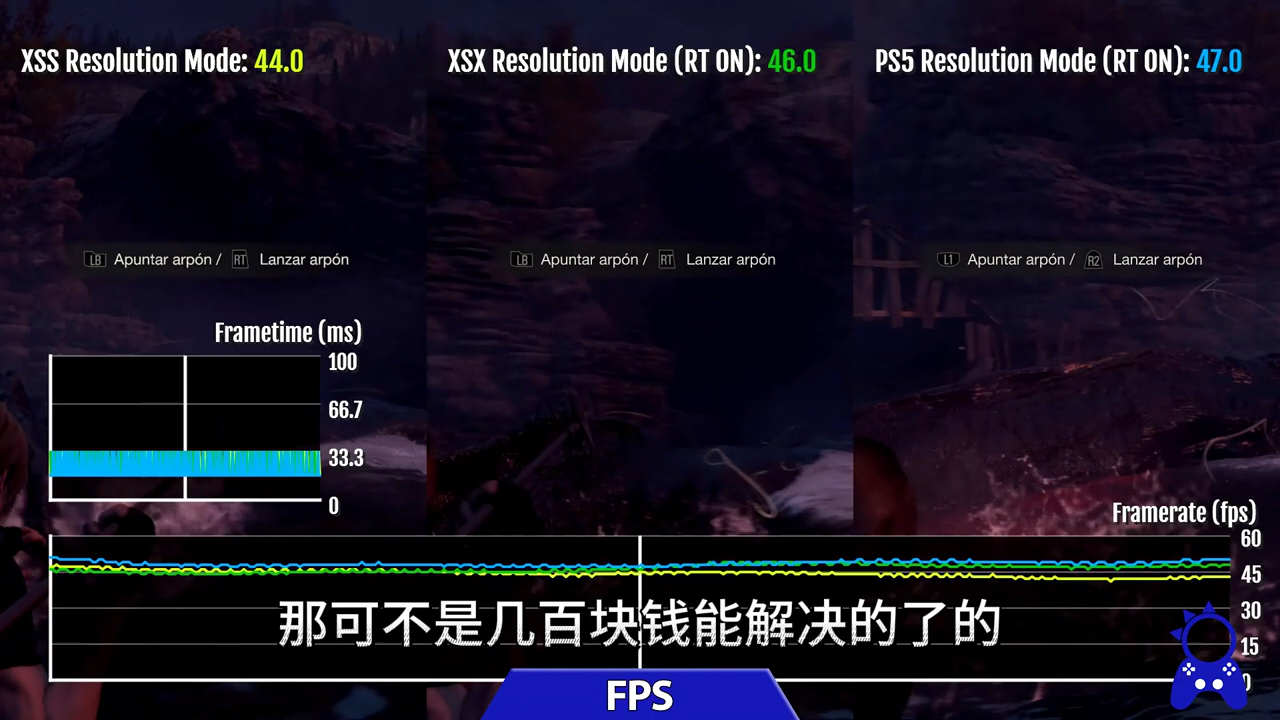 XSS Resolution Mode: 44.0
XSX Resolution Mode (RT ON): 46.0
PS5 Resolution Mode (RT ON): 47.0
LB Apuntar arpón / RT Lanzar arpón
LB Apuntar arpón / RT Lanzar arpón
L1 Apuntar arpón / R2 Lanzar arpón
Frametime (ms)
100
66.7
33.3
0
Framerate (fps)
60
45
30
15
0
那可不是几百块钱能解决的了的
FPS